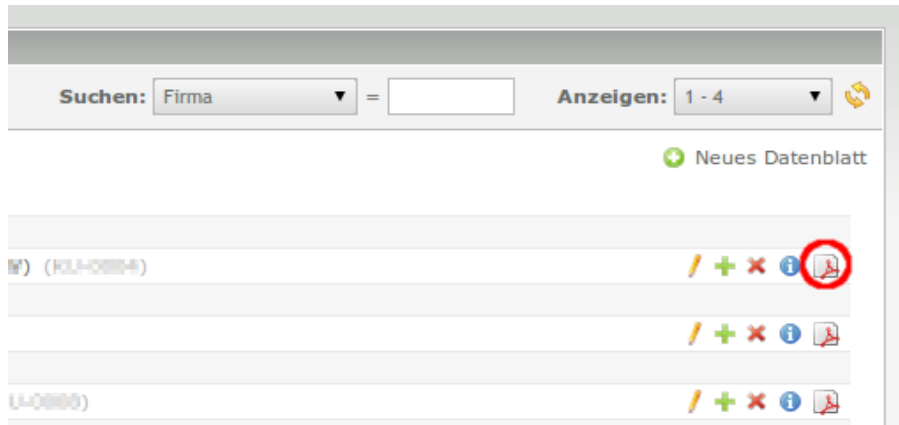 Suchen: Firma = Anzeigen: 1 - 4
Neues Datenblatt